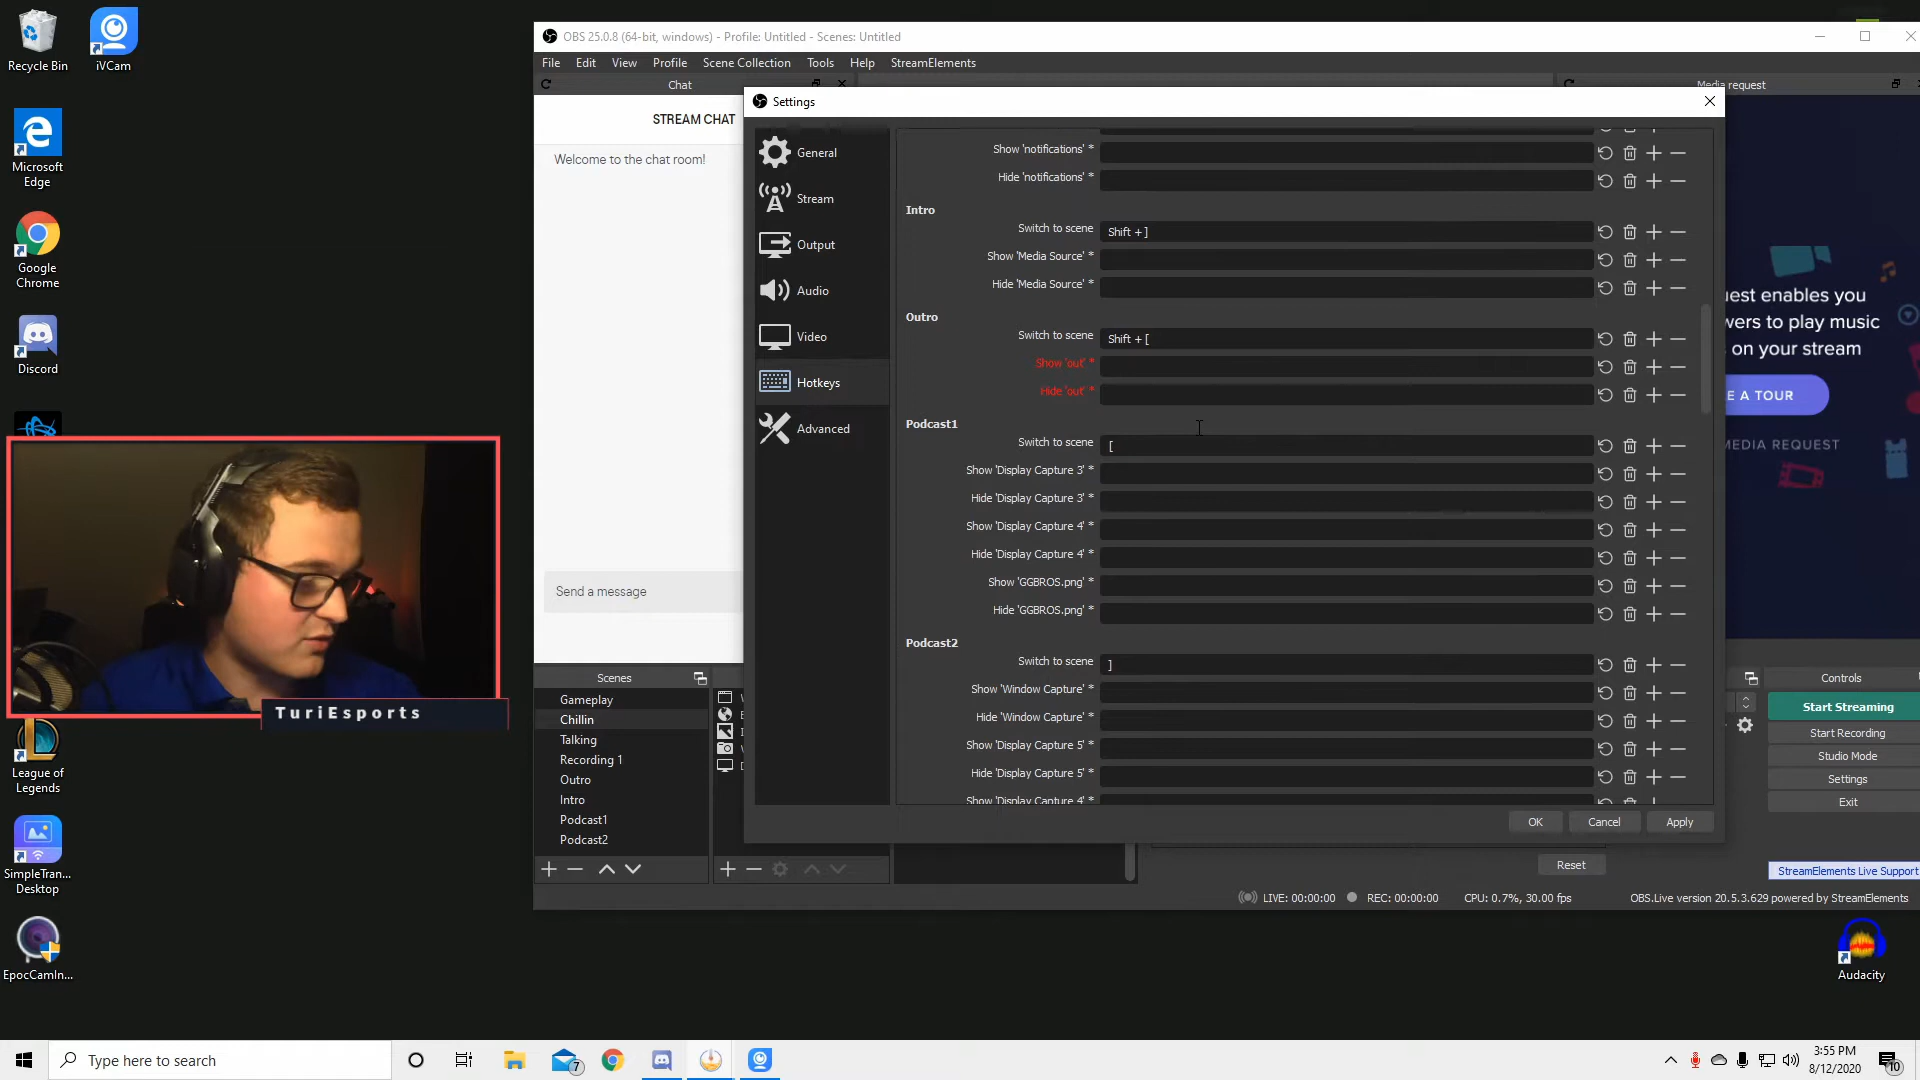 Recycle Bin
iVCam
Microsoft
Edge
Google
Chrome
Discord
TuriEsports
League of
Legends
SimpleTran...
Desktop
EpocCamIn...
OBS 25.0.8 (64-bit, windows) - Profile: Untitled - Scenes: Untitled
File Edit View Profile Scene Collection Tools Help StreamElements
Chat
Media request
STREAM CHAT
Welcome to the chat room!
Send a message
Settings
General
Stream
Output
Audio
Video
Hotkeys
Advanced
Show 'notifications' *
Hide 'notifications' *
Intro
Switch to scene Shift + ]
Show 'Media Source' *
Hide 'Media Source' *
Outro
Switch to scene Shift + [
Show 'out' *
Hide 'out' *
Podcast1
Switch to scene [
Show 'Display Capture 3' *
Hide 'Display Capture 3' *
Show 'Display Capture 4' *
Hide 'Display Capture 4' *
Show 'GGBROS.png' *
Hide 'GGBROS.png' *
Podcast2
Switch to scene ]
Show 'Window Capture' *
Hide 'Window Capture' *
Show 'Display Capture 5' *
Hide 'Display Capture 5' *
Show 'Display Capture 4' *
OK Cancel Apply
uest enables you
wers to play music
on your stream
E A TOUR
MEDIA REQUEST
Scenes
Gameplay
Chillin
Talking
Recording 1
Outro
Intro
Podcast1
Podcast2
Controls
Start Streaming
Start Recording
Studio Mode
Settings
Exit
Reset
StreamElements Live Support
LIVE: 00:00:00 REC: 00:00:00 CPU: 0.7%, 30.00 fps OBS.Live version 20.5.3.629 powered by StreamElements
Audacity
Type here to search
7
3:55 PM
8/12/2020
10